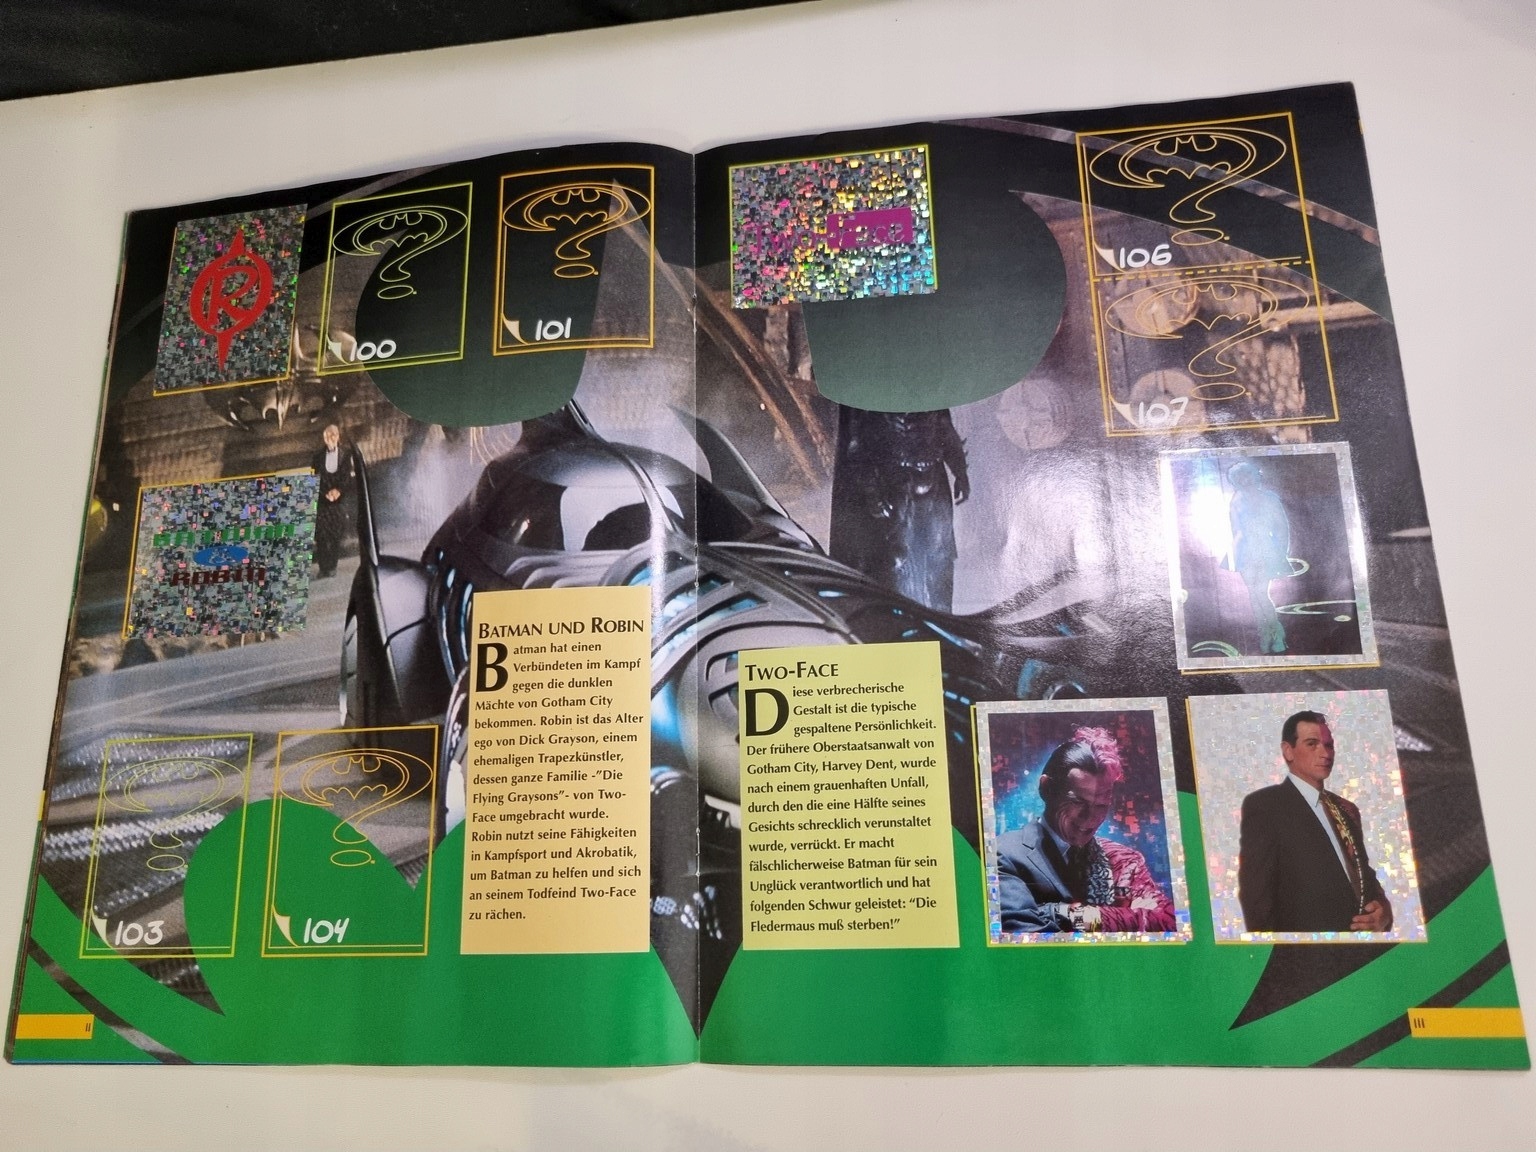 R
100
101
BATMAN
&
ROBIN
BATMAN UND ROBIN
Batman hat einen
Verbündeten im Kampf
gegen die dunklen
Mächte von Gotham City
bekommen. Robin ist das Alter
ego von Dick Grayson, einem
ehemaligen Trapezkünstler,
dessen ganze Familie -"Die
Flying Graysons"- von Two-
Face umgebracht wurde.
Robin nutzt seine Fähigkeiten
in Kampfsport und Akrobatik,
um Batman zu helfen und sich
an seinem Todfeind Two-Face
zu rächen.
103
104
ii
TWO-FACE
106
107
TWO-FACE
Diese verbrecherische
Gestalt ist die typische
gespaltene Persönlichkeit.
Der frühere Oberstaatsanwalt von
Gotham City, Harvey Dent, wurde
nach einem grauenhaften Unfall,
durch den die eine Hälfte seines
Gesichts schrecklich verunstaltet
wurde, verrückt. Er macht
fälschlicherweise Batman für sein
Unglück verantwortlich und hat
folgenden Schwur geleistet: "Die
Fledermaus muß sterben!"
iii